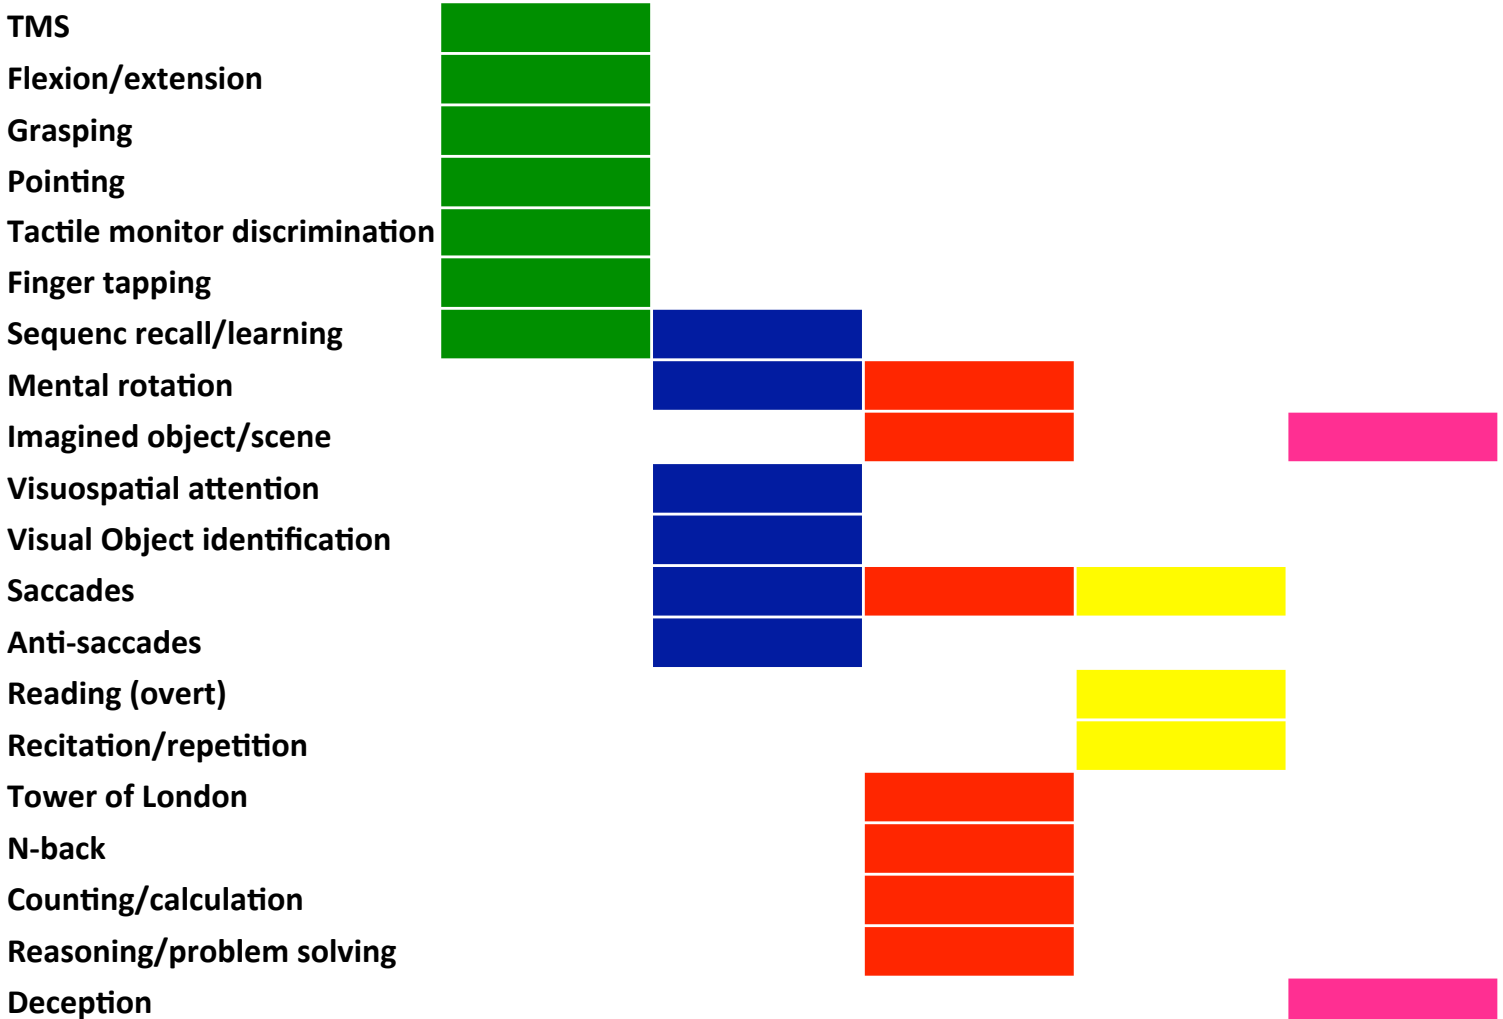 TMS
Flexion/extension
Grasping
Pointing
Tactile monitor discrimination
Finger tapping
Sequenc recall/learning
Mental rotation
Imagined object/scene
Visuospatial attention
Visual Object identification
Saccades
Anti-saccades
Reading (overt)
Recitation/repetition
Tower of London
N-back
Counting/calculation
Reasoning/problem solving
Deception